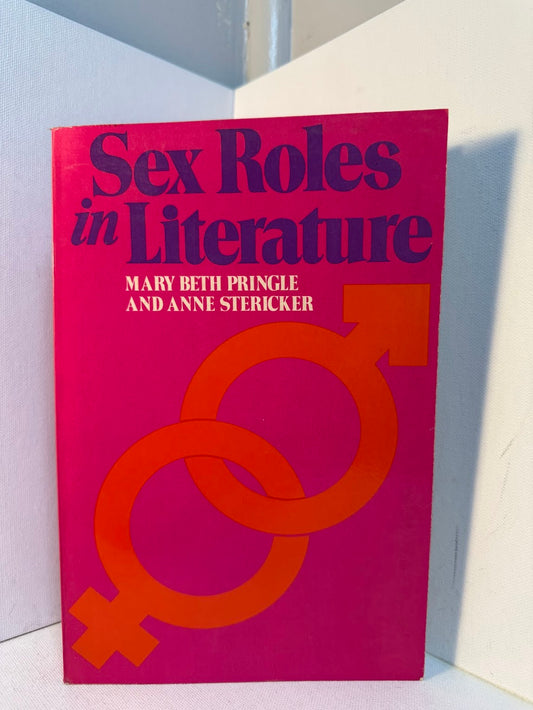 Sex Roles
in Literature
MARY BETH PRINGLE
AND ANNE STERICKER